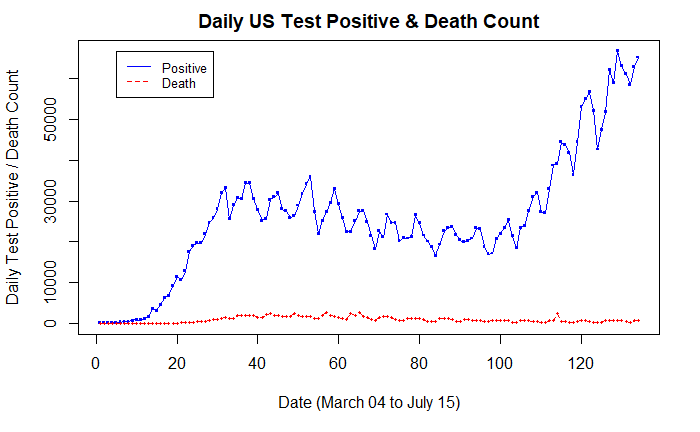 Daily US Test Positive & Death Count
Positive
Death
Daily Test Positive / Death Count
50000
30000
10000
0
0 20 40 60 80 100 120
Date (March 04 to July 15)